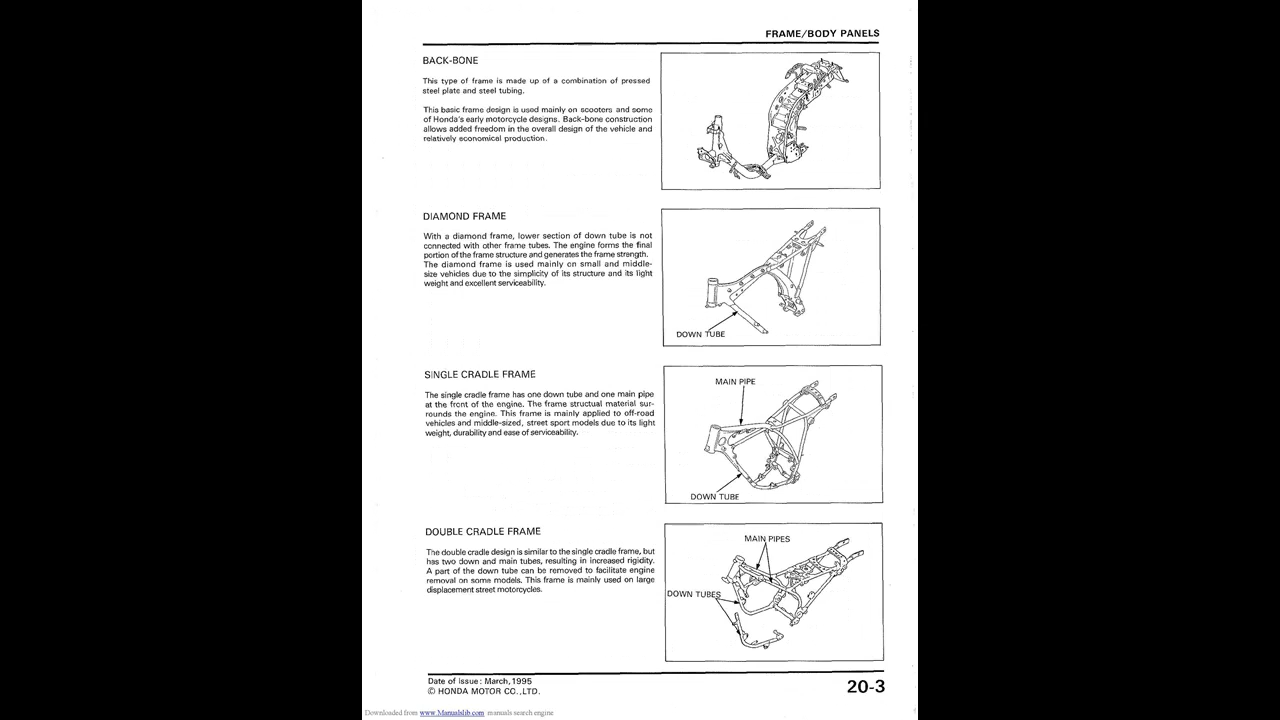 FRAME/BODY PANELS
BACK-BONE
This type of frame is made up of a combination of pressed
steel plate and steel tubing.
This basic frame design is used mainly on scooters and some
of Honda's early motorcycle designs. Back-bone construction
allows added freedom in the overall design of the vehicle and
relatively economical production.
DIAMOND FRAME
With a diamond frame, lower section of down tube is not
connected with other frame tubes. The engine forms the final
portion of the frame structure and generates the frame strength.
The diamond frame is used mainly on small and middle-
size vehicles due to the simplicity of its structure and its light
weight and excellent serviceability.
DOWN TUBE
SINGLE CRADLE FRAME
The single cradle frame has one down tube and one main pipe
at the front of the engine. The frame structual material sur-
rounds the engine. This frame is mainly applied to off-road
vehicles and middle-sized, street sport models due to its light
weight, durability and ease of serviceability.
MAIN PIPE
DOWN TUBE
DOUBLE CRADLE FRAME
The double cradle design is similar to the single cradle frame, but
has two down and main tubes, resulting in increased rigidity.
A part of the down tube can be removed to facilitate engine
removal on some models. This frame is mainly used on large
displacement street motorcycles.
MAIN PIPES
DOWN TUBES
Date of Issue: March, 1995
© HONDA MOTOR CO.,LTD.
20-3
Downloaded from www.Manualslib.com manuals search engine